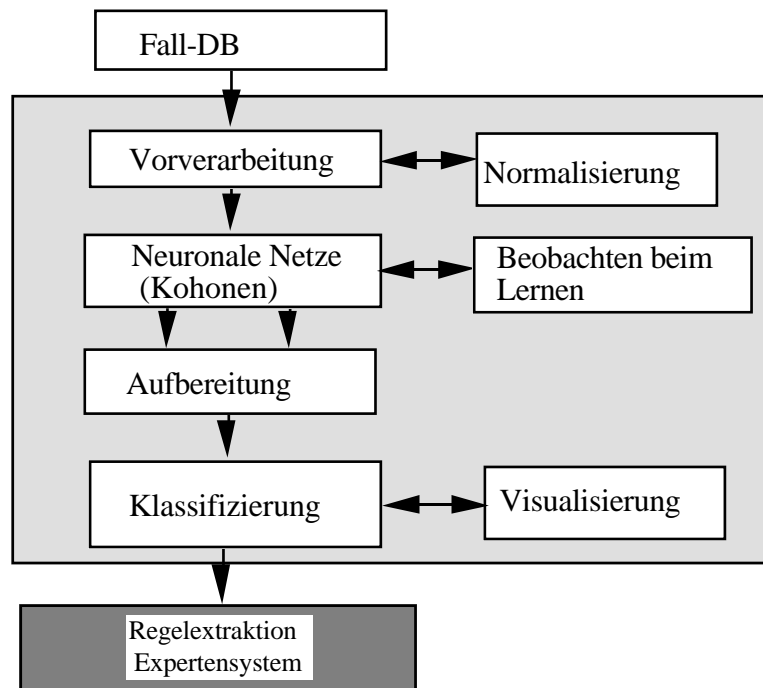 Fall-DB
Vorverarbeitung
Normalisierung
Neuronale Netze
(Kohonen)
Beobachten beim
Lernen
Aufbereitung
Klassifizierung
Visualisierung
Regelextraktion
Expertensystem